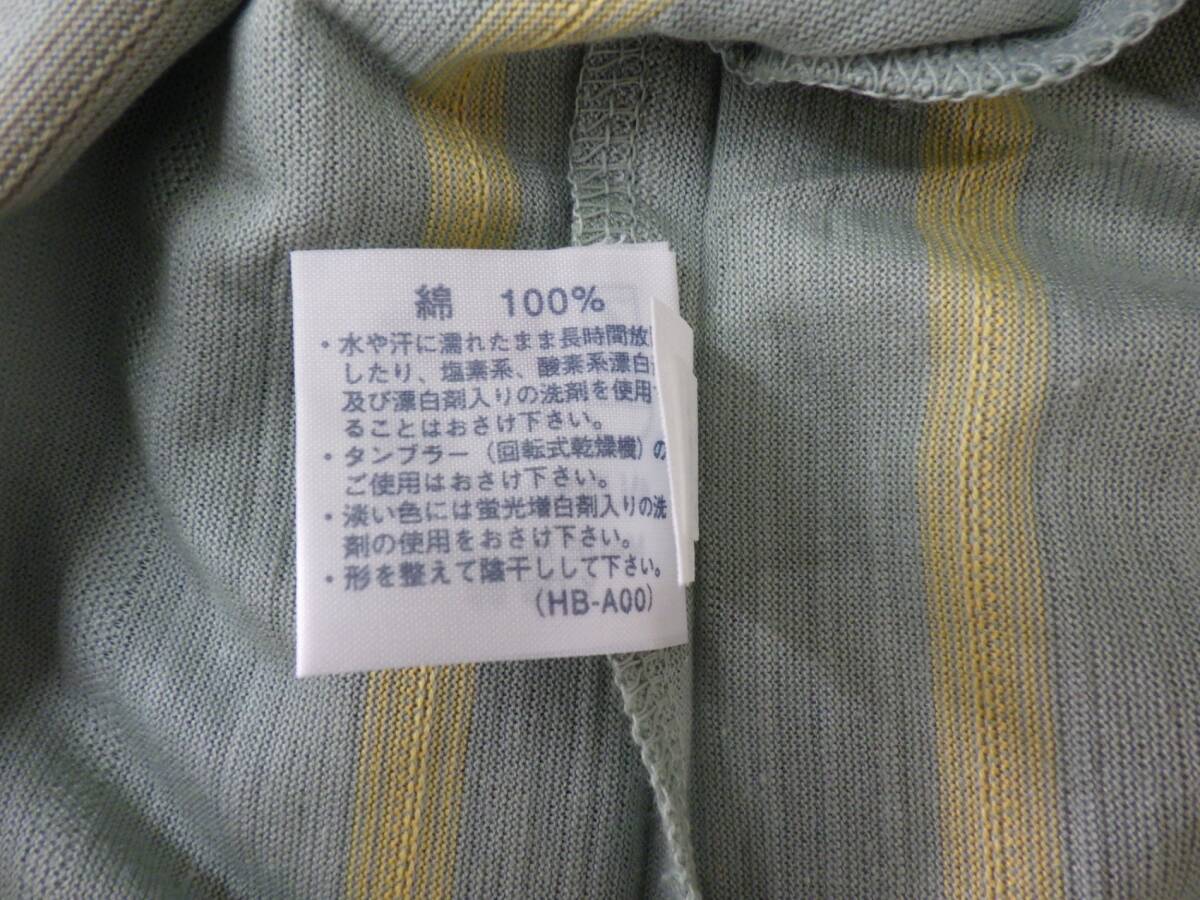 綿 100%
・水や汗に濡れたまま長時間放
したり、塩素系、酸素系漂白
及び漂白剤入りの洗剤を使用
ることはおさけ下さい。
・タンブラー(回転式乾燥機)の
ご使用はおさけ下さい。
・淡い色には蛍光増白剤入りの洗
剤の使用をおさけ下さい。
・形を整えて陰干しして下さい。
(HB-A00)